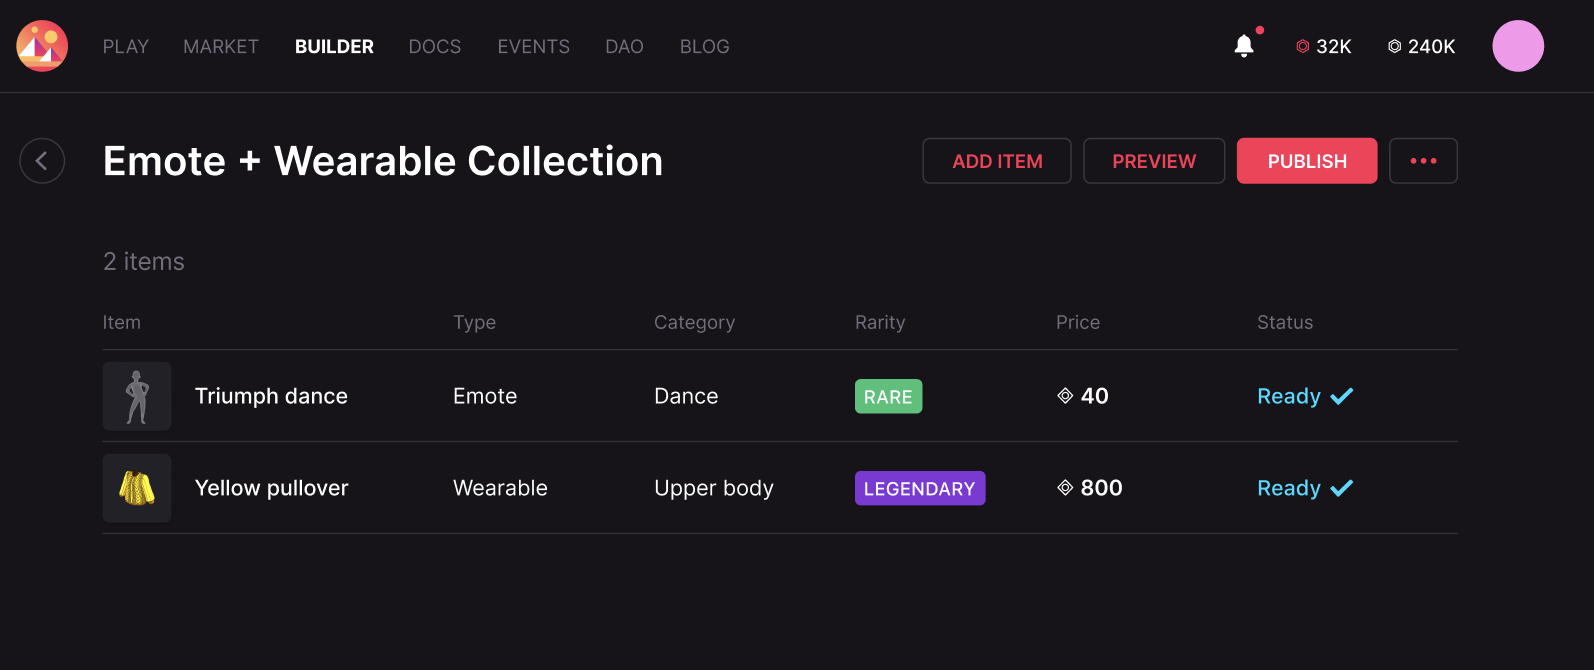 PLAY MARKET BUILDER DOCS EVENTS DAO BLOG 32K 240K
Emote + Wearable Collection ADD ITEM PREVIEW PUBLISH
2 items
Item Type Category Rarity Price Status
Triumph dance Emote Dance RARE 40 Ready
Yellow pullover Wearable Upper body LEGENDARY 800 Ready